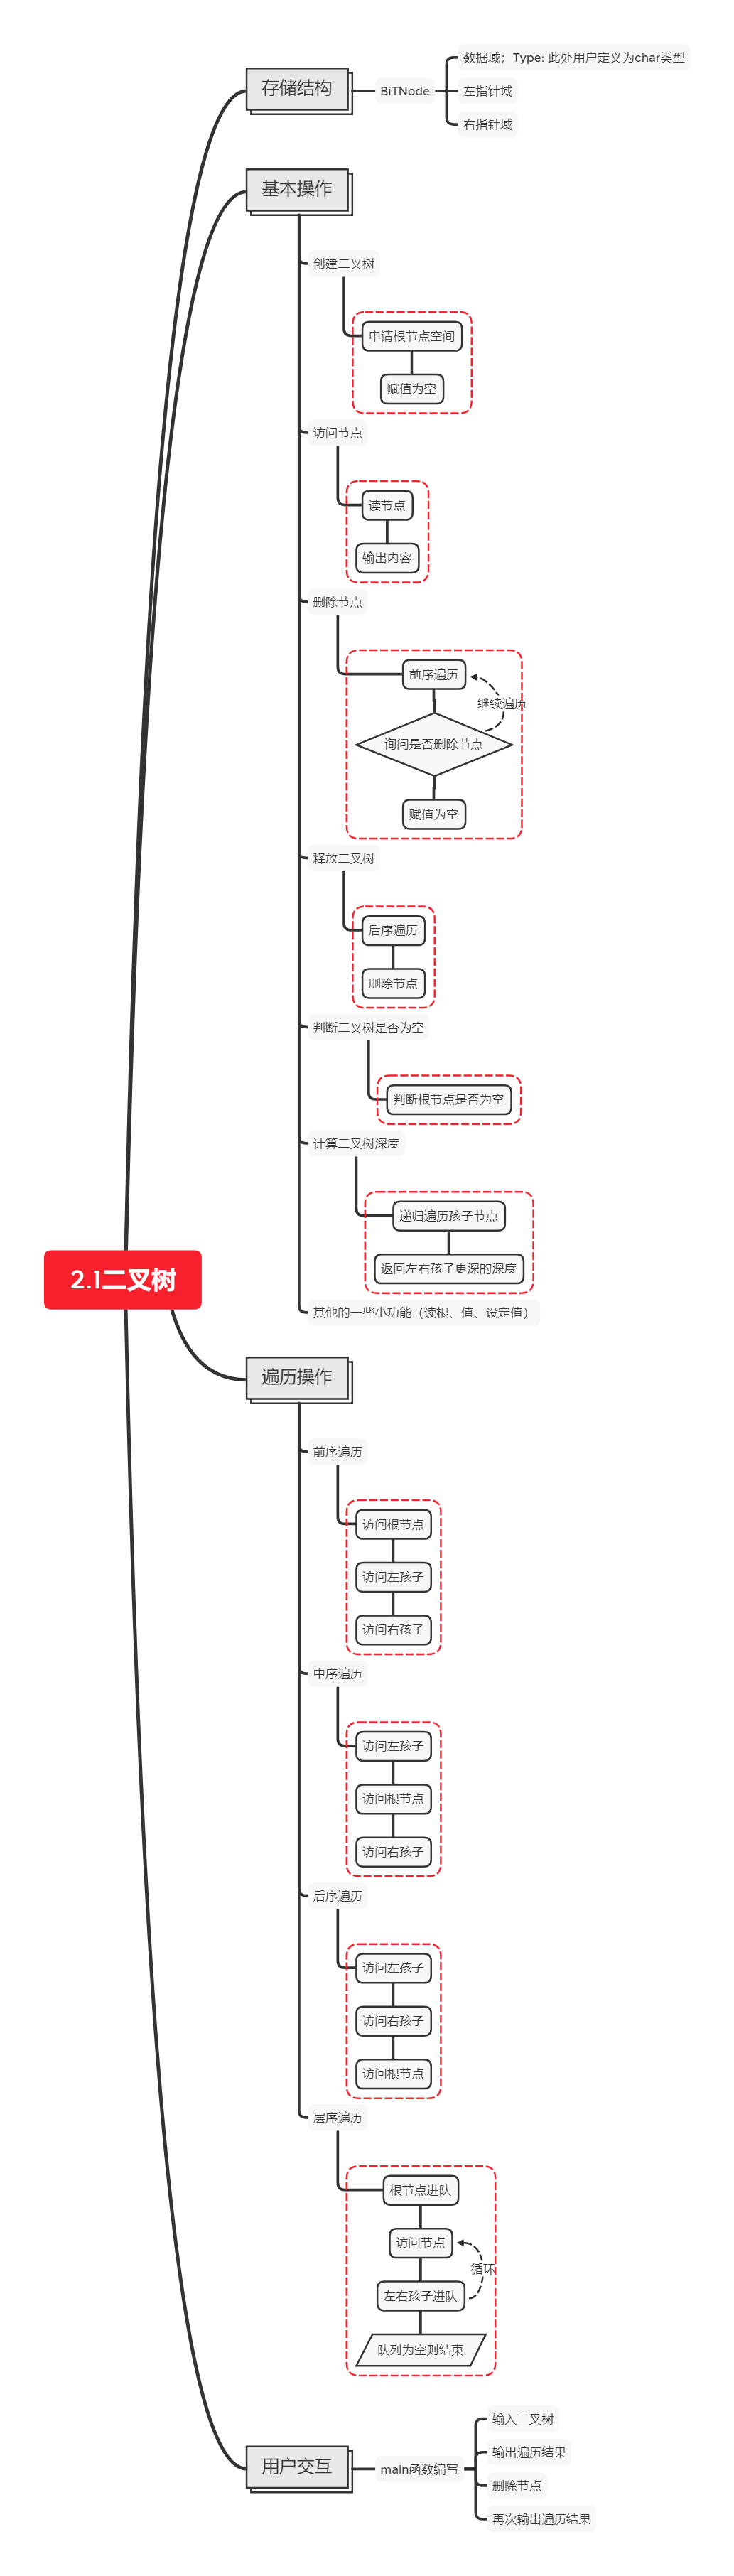 2.1二叉树
存储结构
BiTNode
数据域；Type: 此处用户定义为char类型
左指针域
右指针域
基本操作
创建二叉树
申请根节点空间
赋值为空
访问节点
读节点
输出内容
删除节点
前序遍历
继续遍历
询问是否删除节点
赋值为空
释放二叉树
后序遍历
删除节点
判断二叉树是否为空
判断根节点是否为空
计算二叉树深度
递归遍历孩子节点
返回左右孩子更深的深度
其他的一些小功能（读根、值、设定值）
遍历操作
前序遍历
访问根节点
访问左孩子
访问右孩子
中序遍历
访问左孩子
访问根节点
访问右孩子
后序遍历
访问左孩子
访问右孩子
访问根节点
层序遍历
根节点进队
访问节点
循环
左右孩子进队
队列为空则结束
用户交互
main函数编写
输入二叉树
输出遍历结果
删除节点
再次输出遍历结果